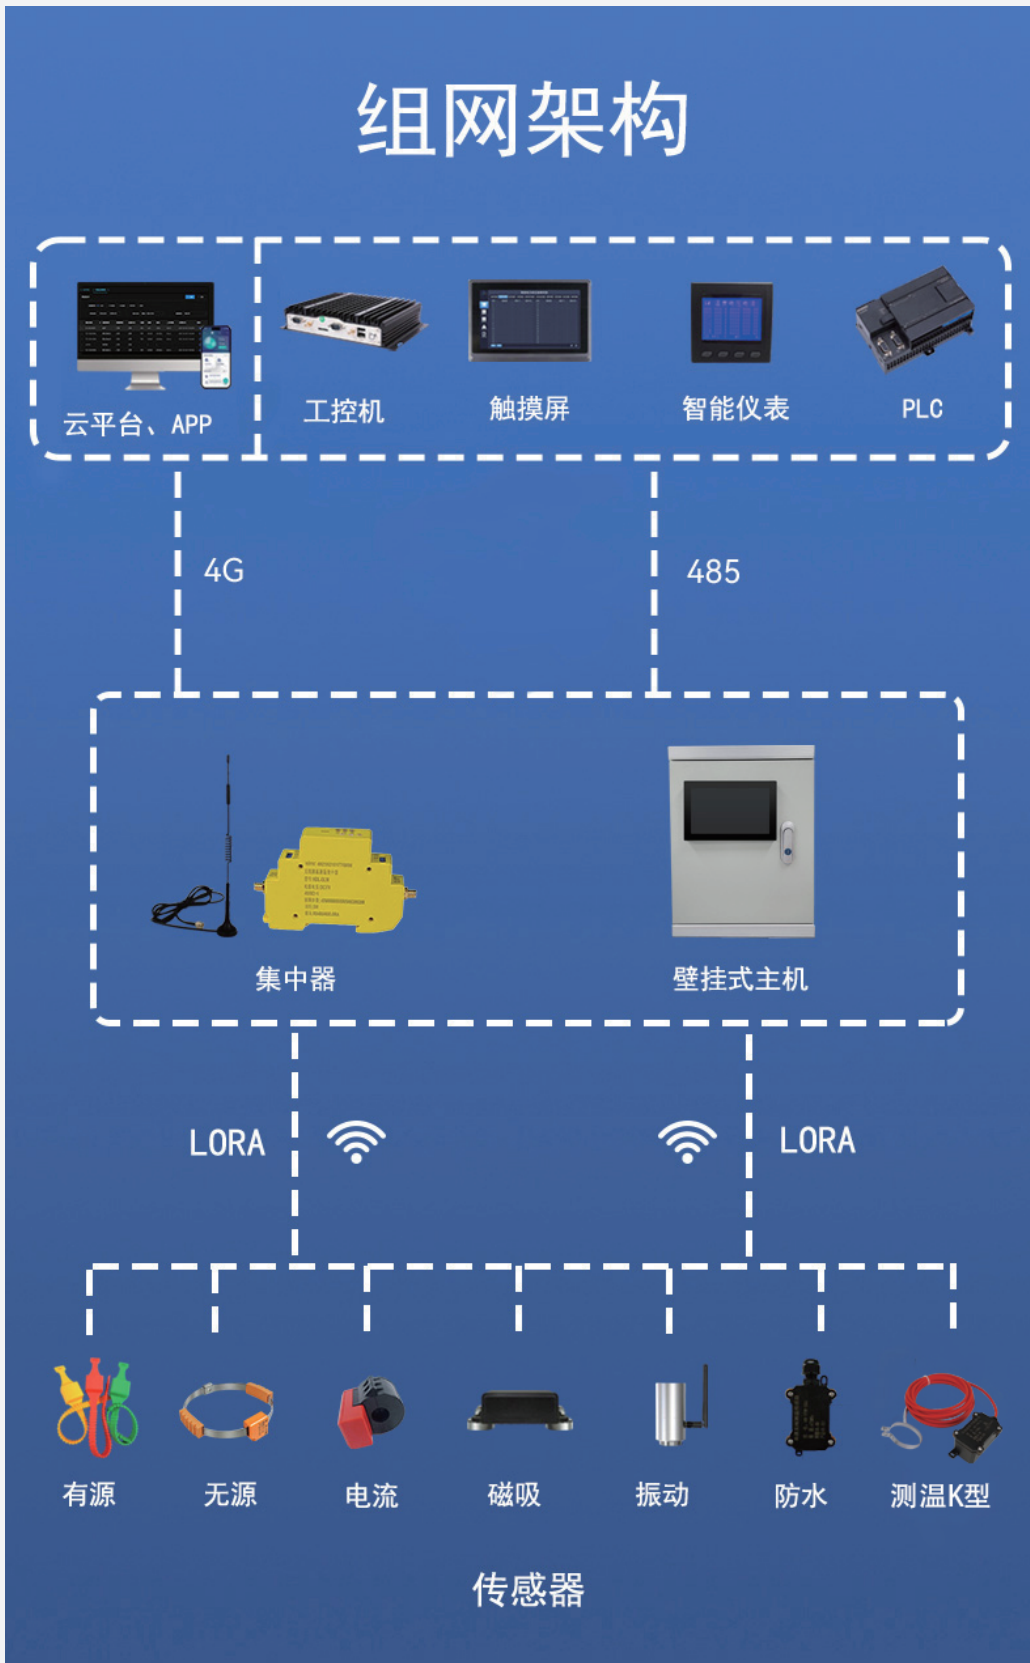 组网架构
云平台、APP
工控机
触摸屏
智能仪表
PLC
4G
485
集中器
壁挂式主机
LORA
LORA
有源
无源
电流
磁吸
振动
防水
测温K型
传感器